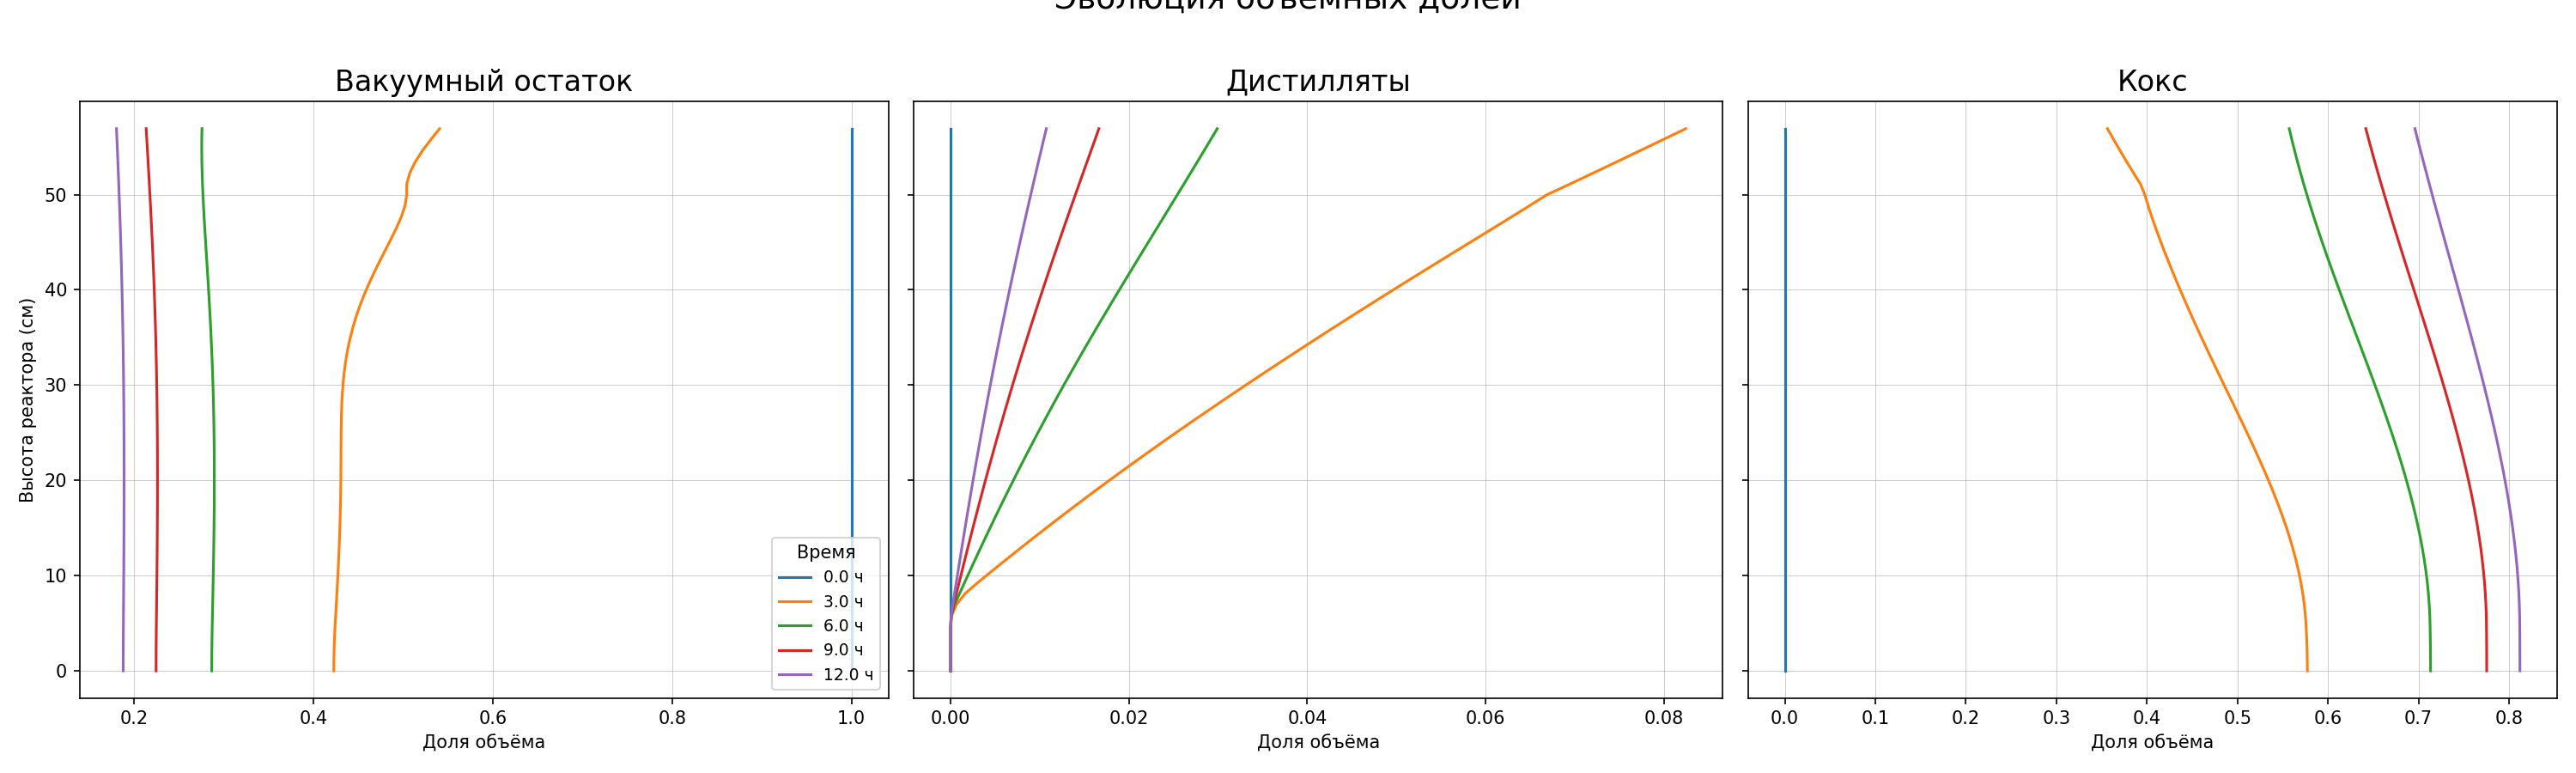 Эволюция объёмных долей
Вакуумный остаток
Дистилляты
Кокс
Высота реактора (см)
50
40
30
20
10
0
Время
0.0 ч
3.0 ч
6.0 ч
9.0 ч
12.0 ч
0.2 0.4 0.6 0.8 1.0
0.00 0.02 0.04 0.06 0.08
0.0 0.1 0.2 0.3 0.4 0.5 0.6 0.7 0.8
Доля объёма
Доля объёма
Доля объёма